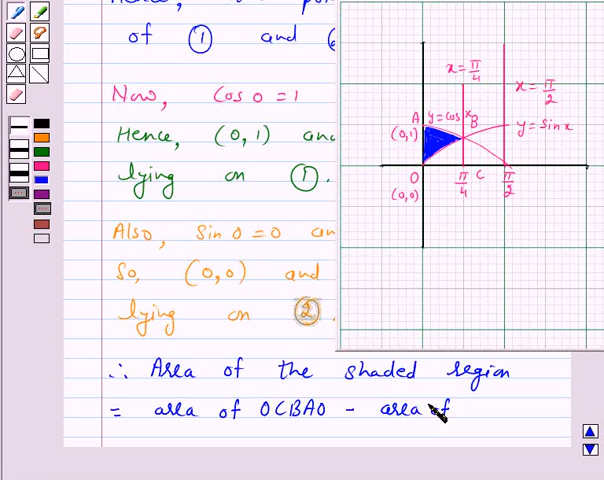 of ① and
Now, Cos 0 = 1
Hence, (0,1) and
lying on ①.
Also, Sin 0 = 0 an
So, (0,0) and
lying on ②
∴ Area of the shaded region
= area of OCBAO - area of
x = π/4
x = π/2
A y = cos x B
(0,1)
y = sin x
O π/4 C π/2
(0,0)